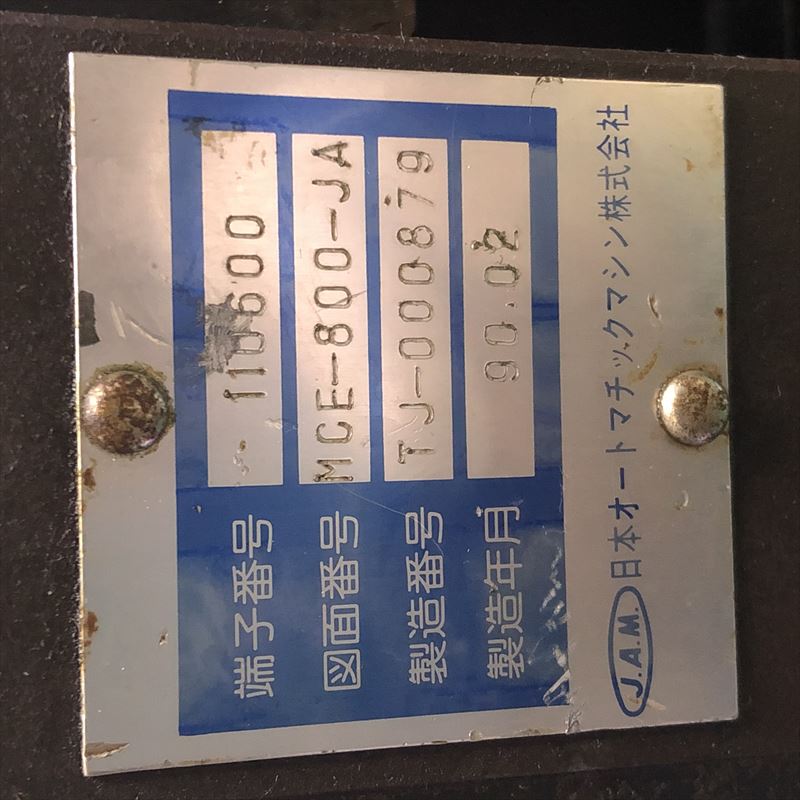 端子番号 110600
図面番号 MCE-800-JA
製造番号 TJ-000879
製造年月 90.02
J.A.M. 日本オートマチックマシン株式会社